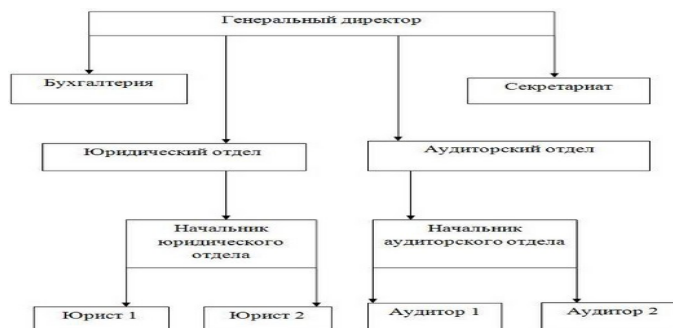 Генеральный директор
Бухгалтерия
Секретариат
Юридический отдел
Аудиторский отдел
Начальник
юридического
отдела
Начальник
аудиторского отдела
Юрист 1
Юрист 2
Аудитор 1
Аудитор 2